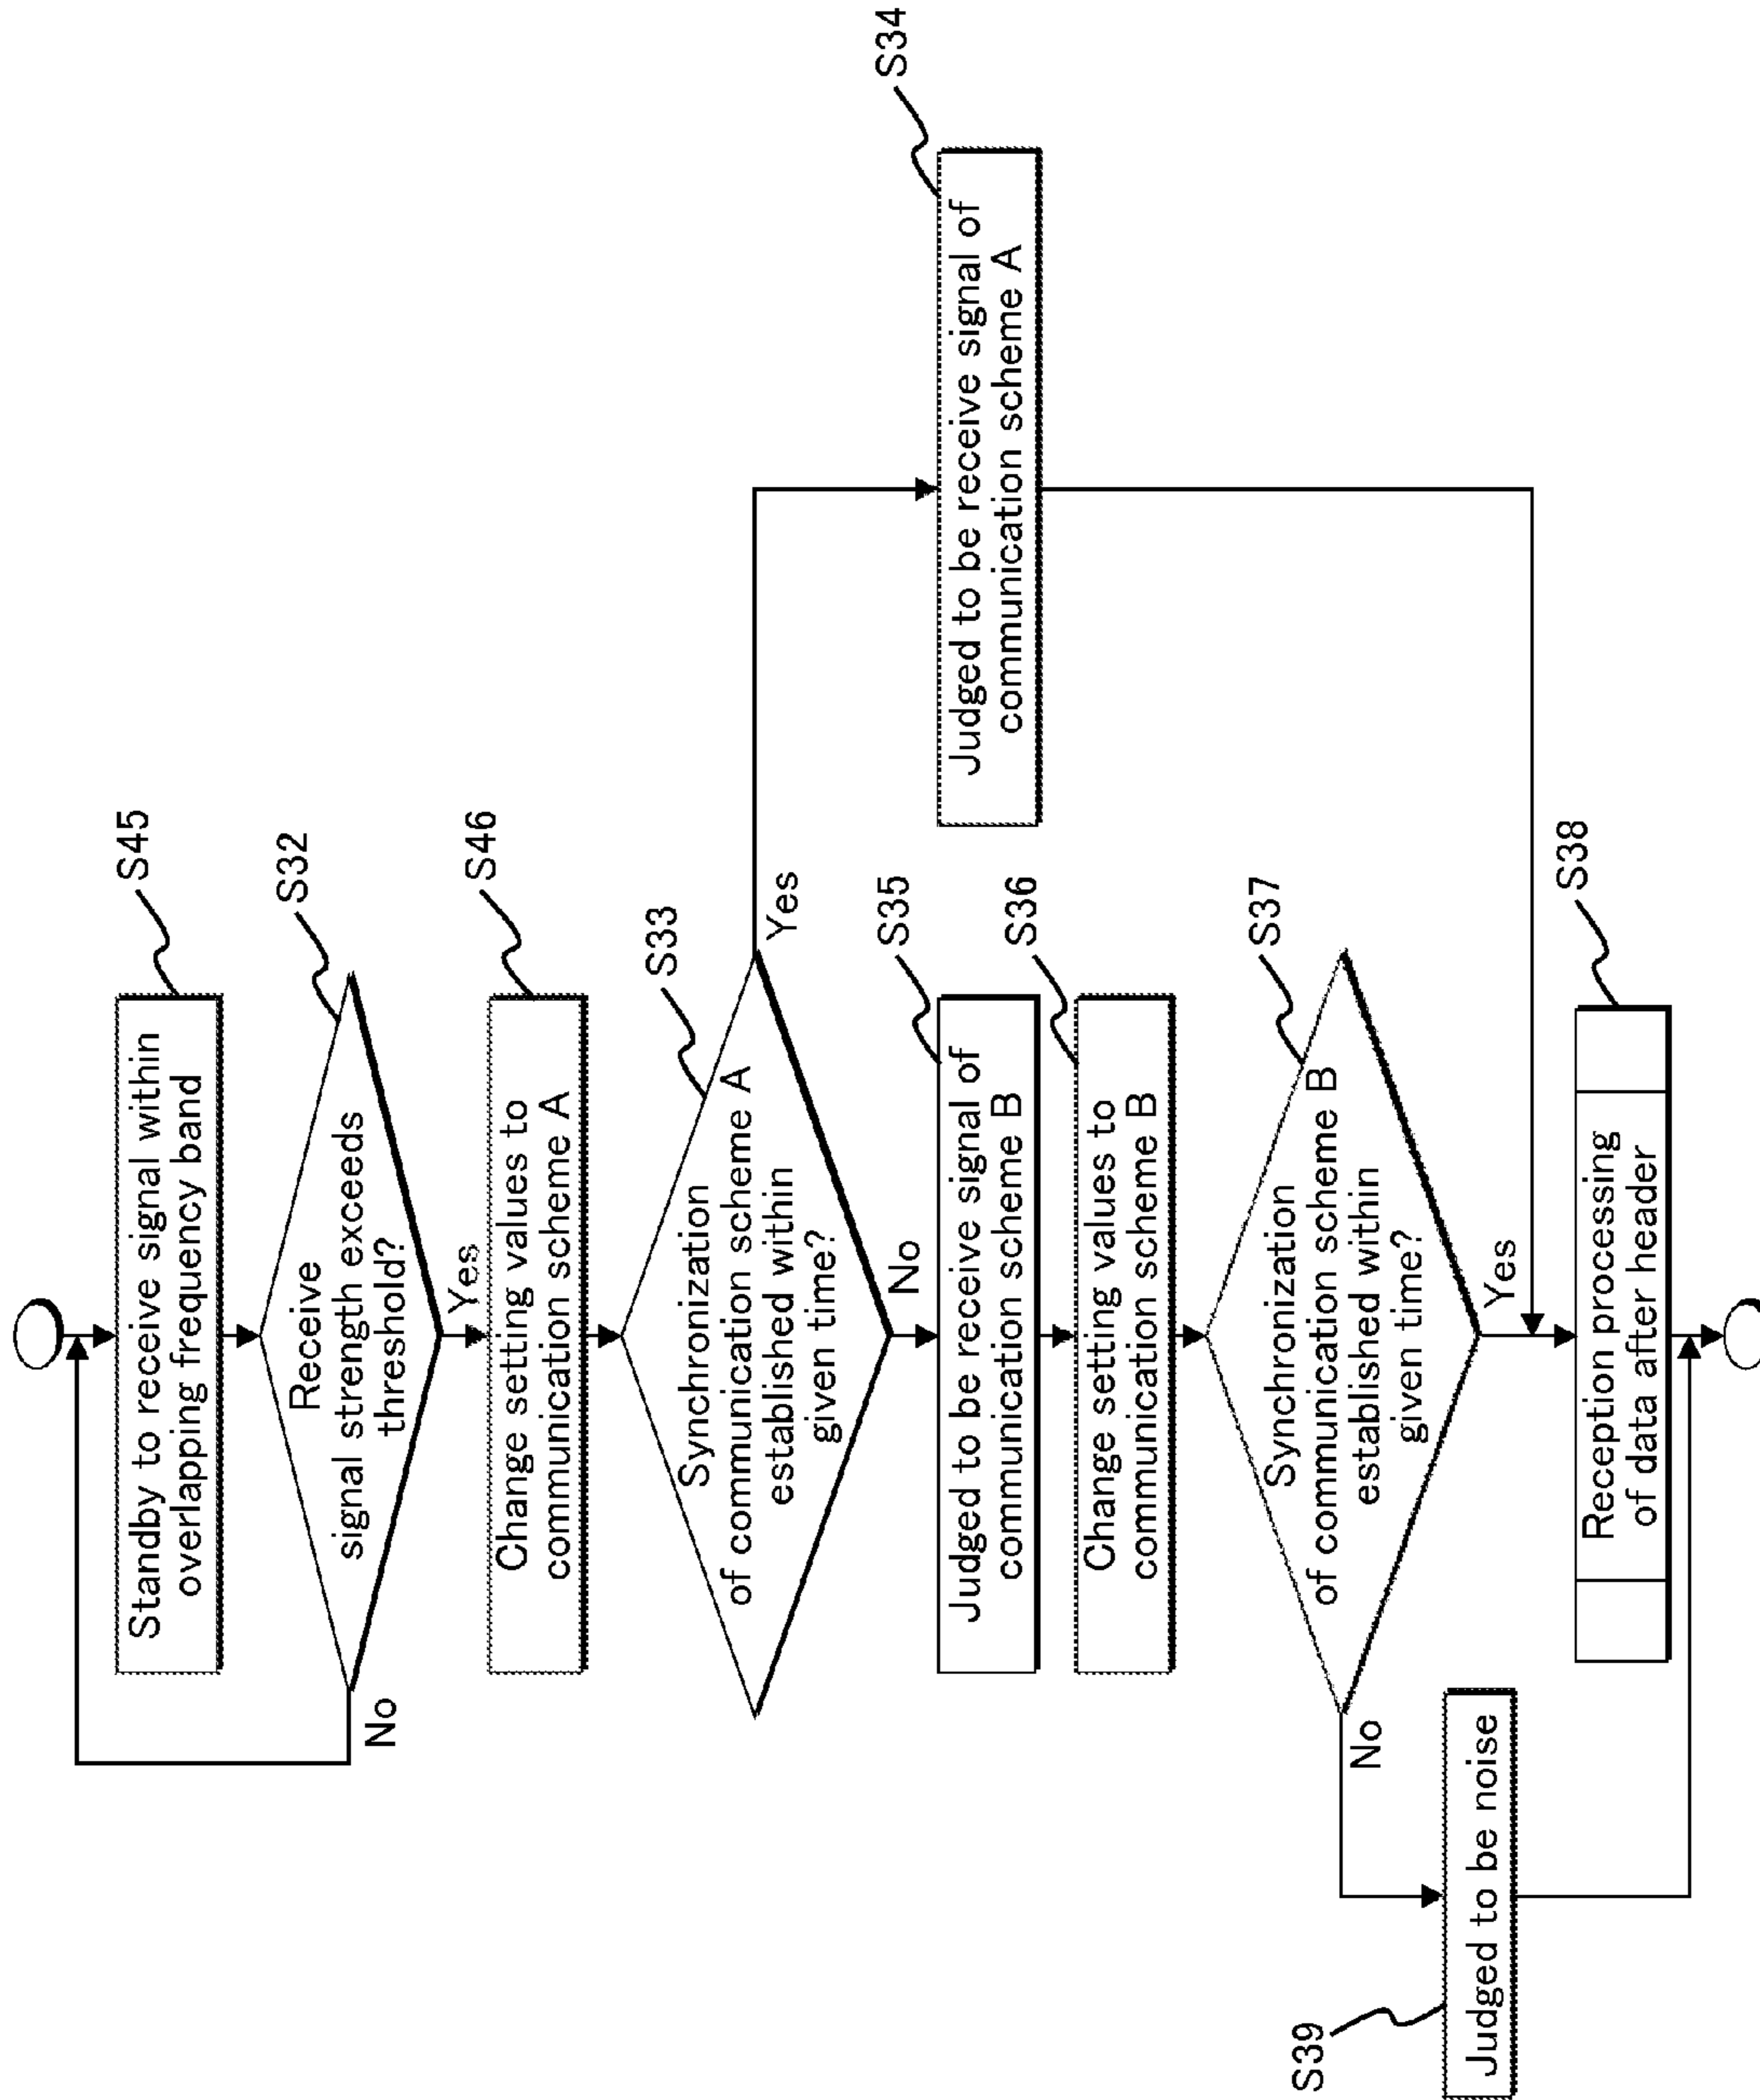 S45
Standby to receive signal within
overlapping frequency band
S32
Receive
signal strength exceeds
threshold?
No
Yes
S46
Change setting values to
communication scheme A
S33
Synchronization
of communication scheme A
established within
given time?
Yes
No
S34
Judged to be receive signal of
communication scheme A
S35
Judged to be receive signal of
communication scheme B
S36
Change setting values to
communication scheme B
S37
Synchronization
of communication scheme B
established within
given time?
No
Yes
S39
Judged to be noise
S38
Reception processing
of data after header